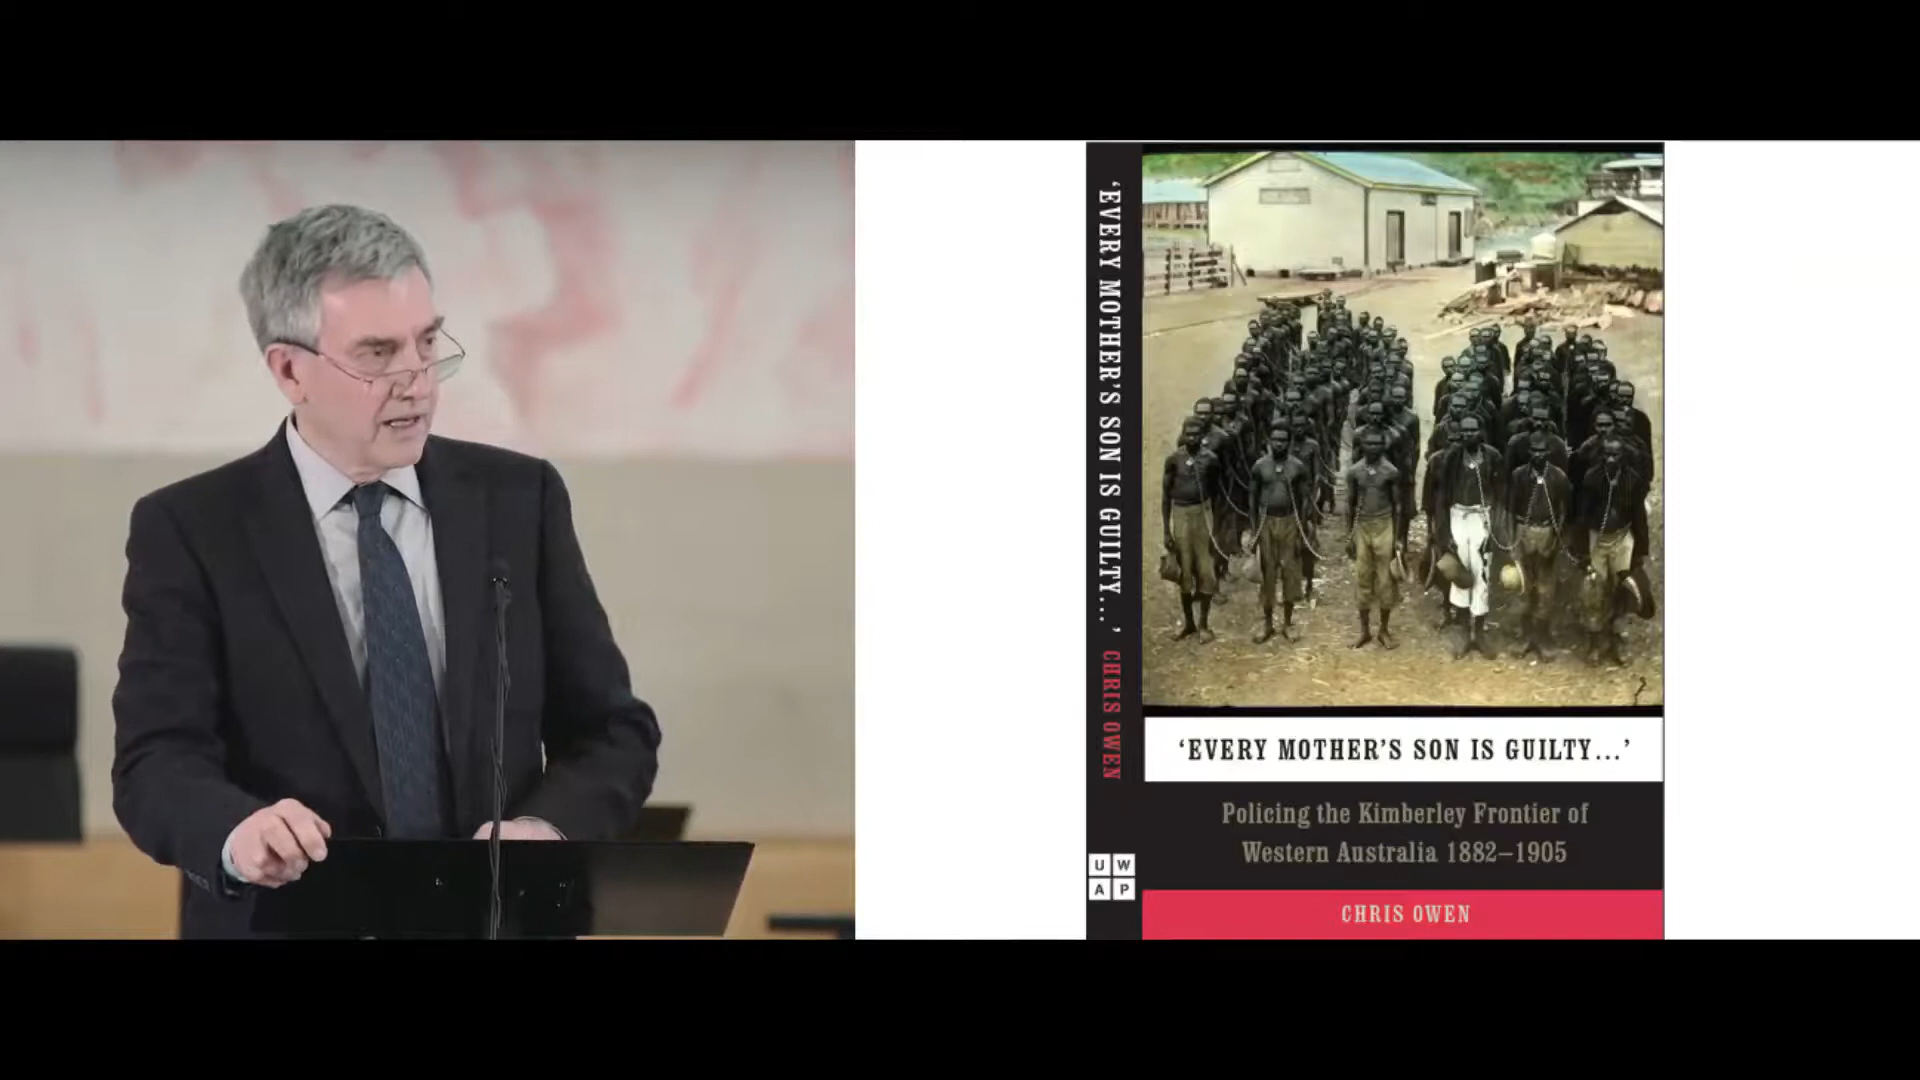 ‘EVERY MOTHER’S SON IS GUILTY...’ CHRIS OWEN
U W
A P
‘EVERY MOTHER’S SON IS GUILTY...’
Policing the Kimberley Frontier of
Western Australia 1882–1905
CHRIS OWEN